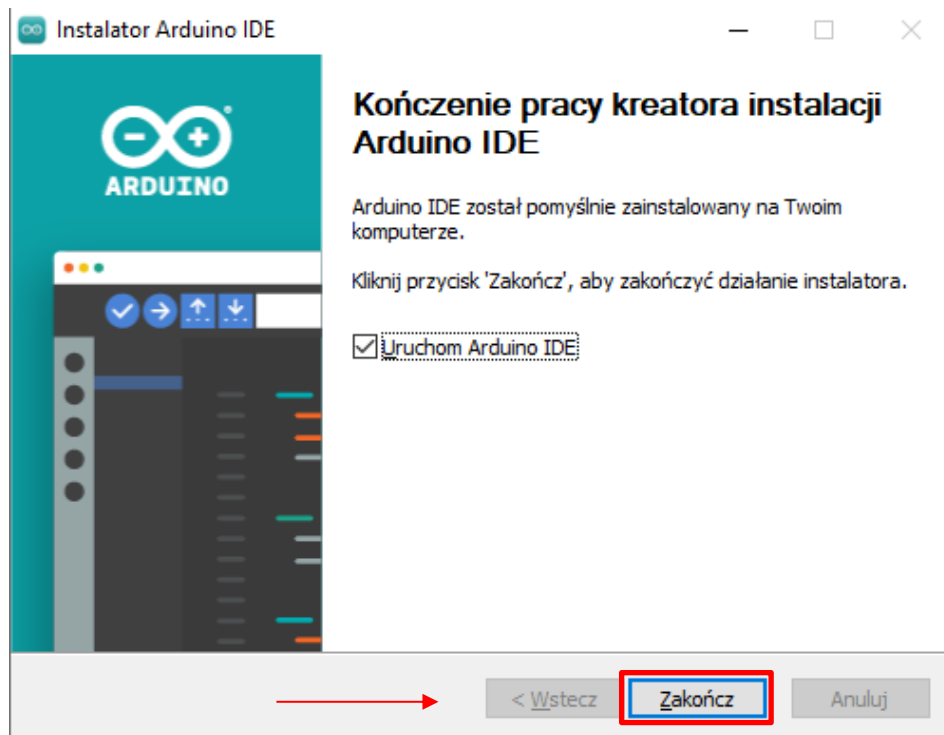 Instalator Arduino IDE
ARDUINO
Kończenie pracy kreatora instalacji
Arduino IDE
Arduino IDE został pomyślnie zainstalowany na Twoim
komputerze.
Kliknij przycisk 'Zakończ', aby zakończyć działanie instalatora.
Uruchom Arduino IDE
< Wstecz
Zakończ
Anuluj